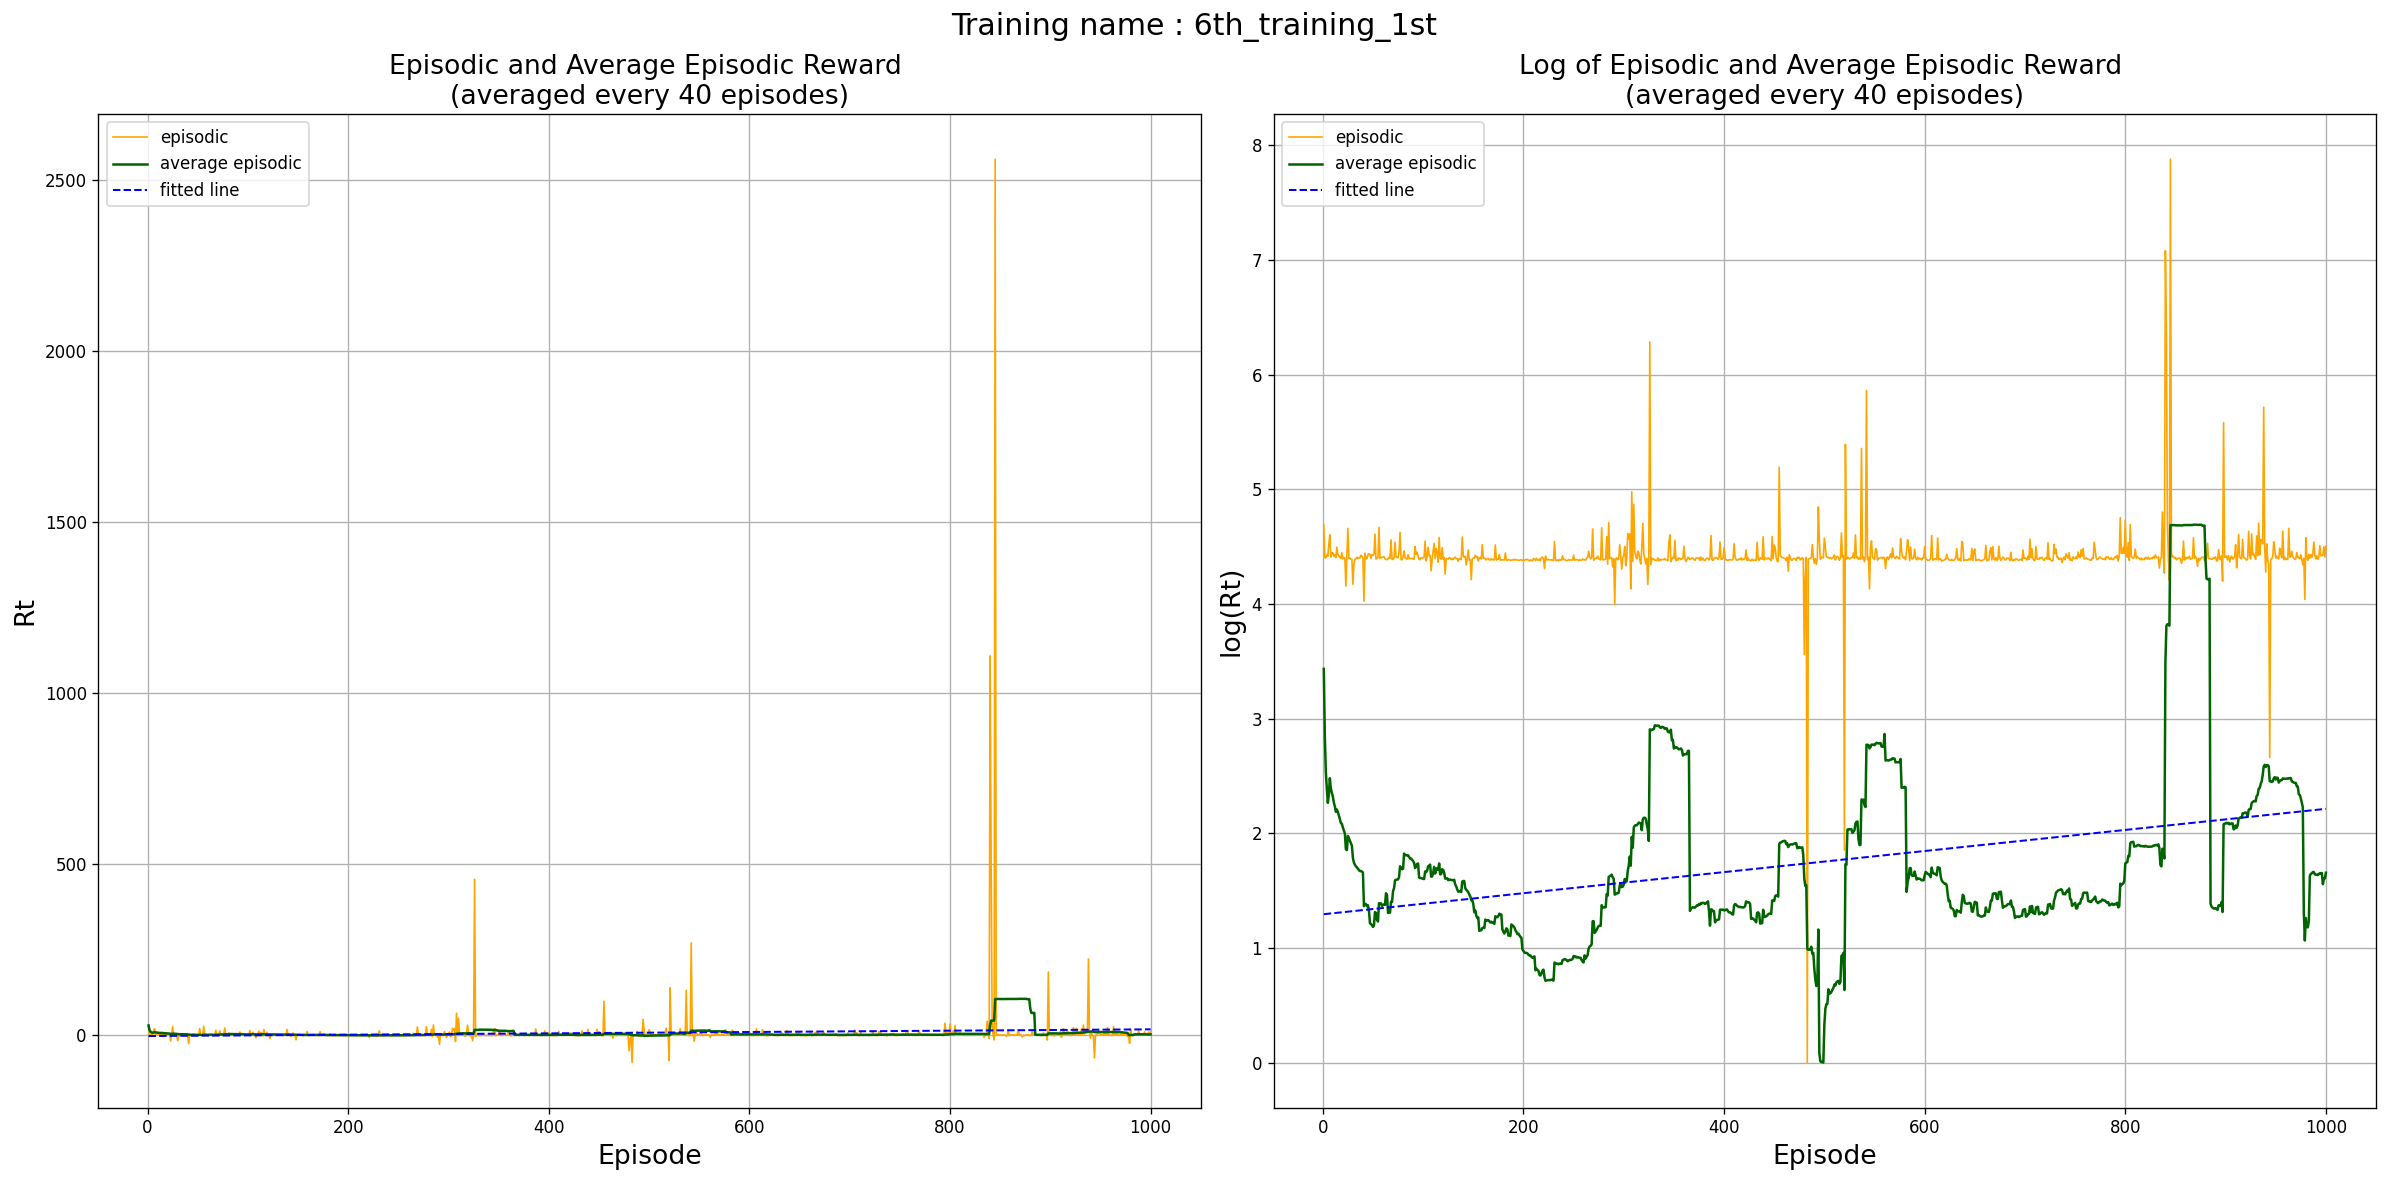 Training name : 6th_training_1st
Episodic and Average Episodic Reward
(averaged every 40 episodes)
episodic
average episodic
fitted line
2500
2000
1500
1000
500
0
Rt
0 200 400 600 800 1000
Episode
Log of Episodic and Average Episodic Reward
(averaged every 40 episodes)
episodic
average episodic
fitted line
8
7
6
5
4
3
2
1
0
log(Rt)
0 200 400 600 800 1000
Episode